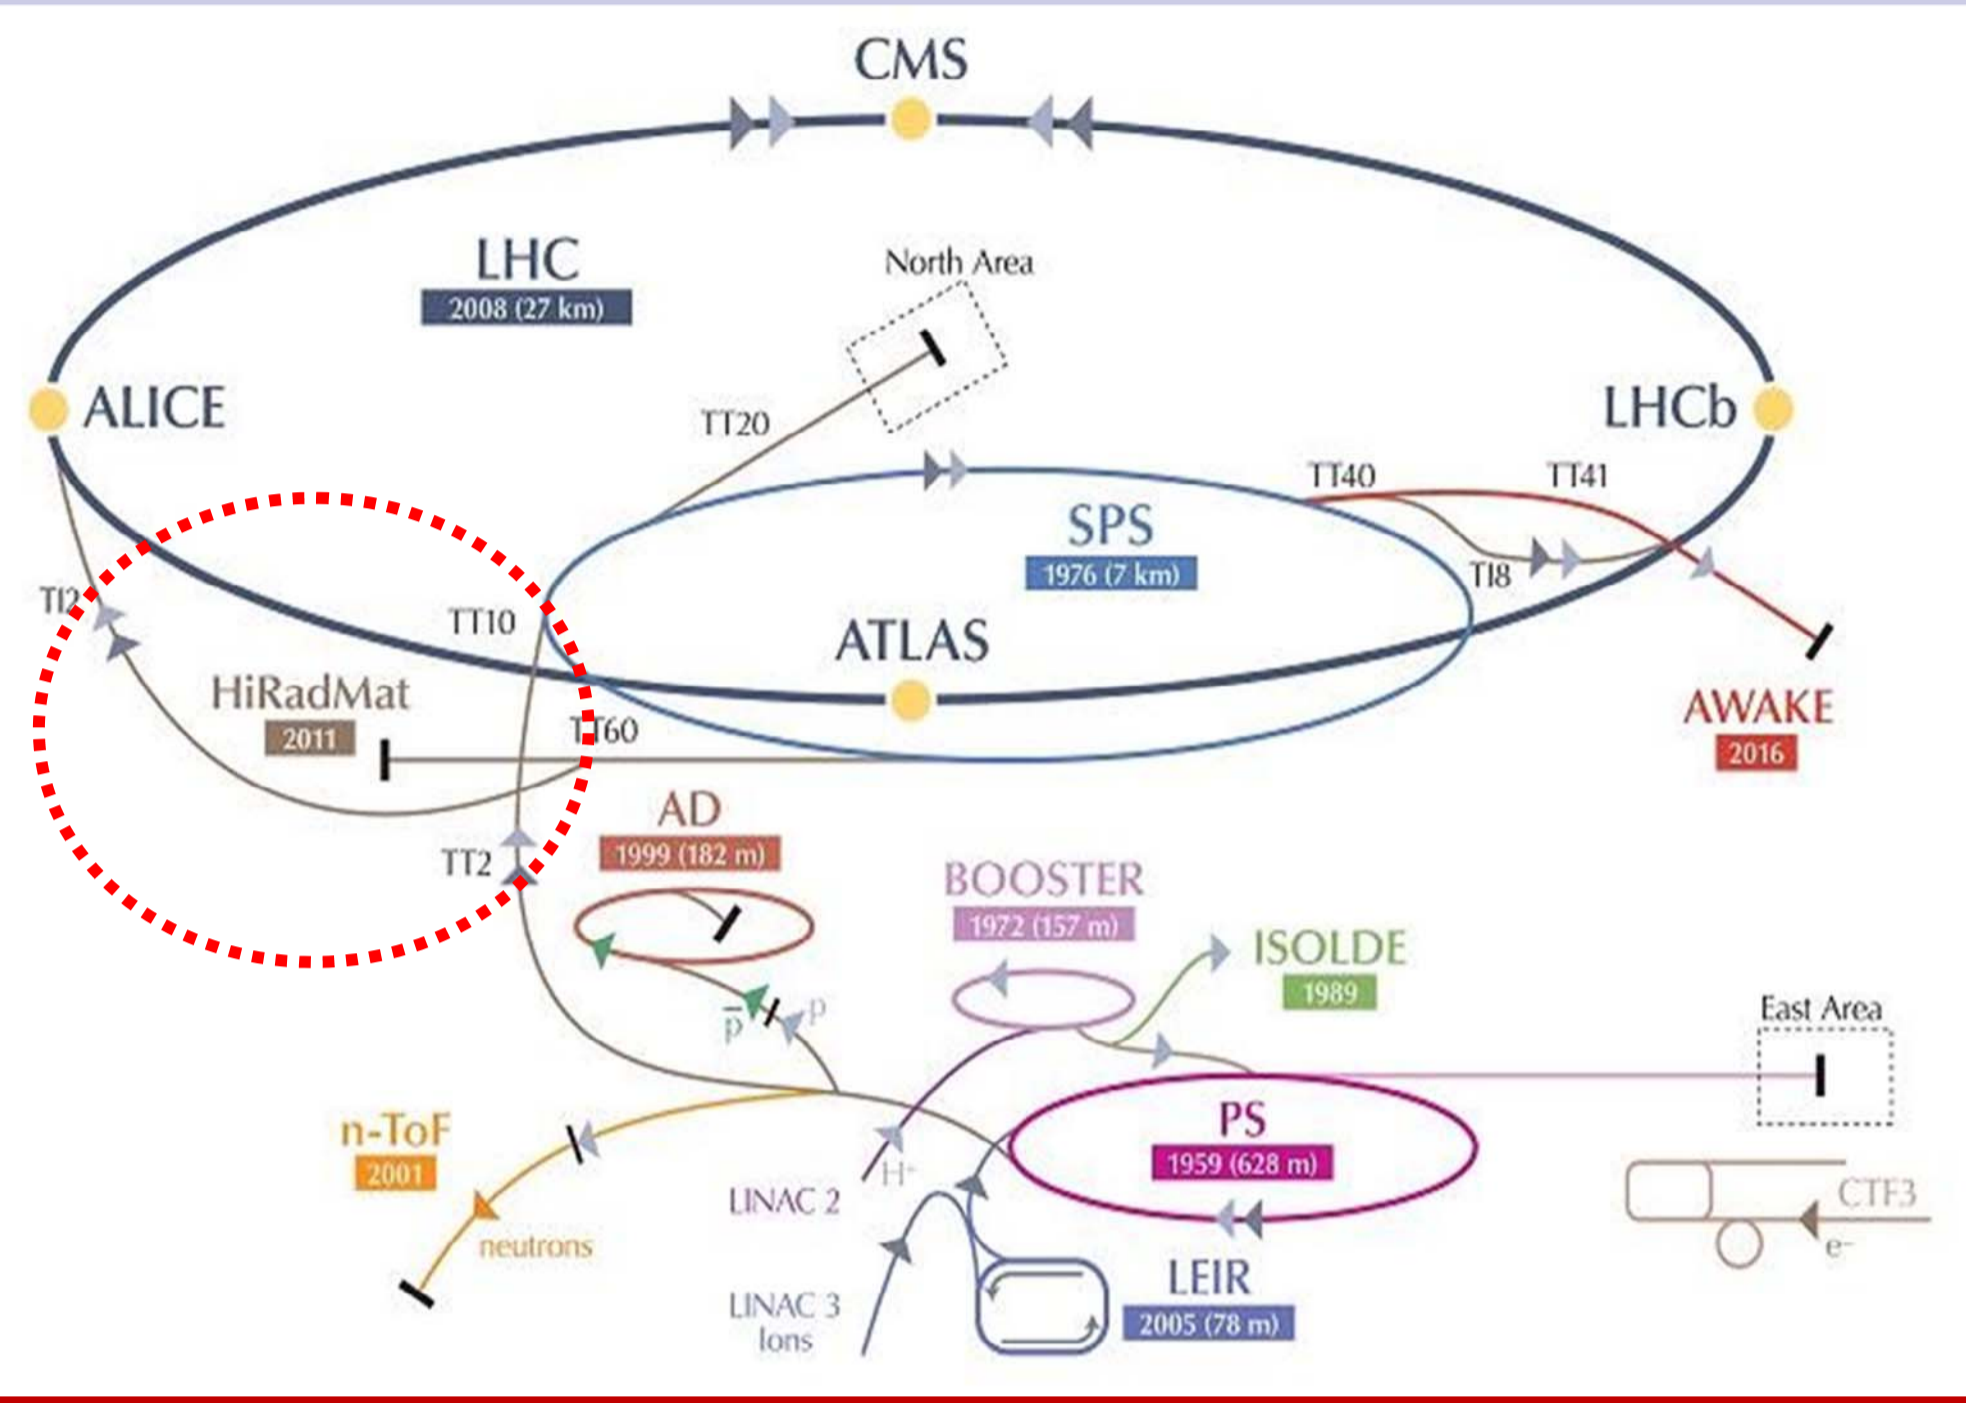 CMS
LHC
2008 (27 km)
North Area
ALICE
TT20
LHCb
TT40
TT41
SPS
1976 (7 km)
TI8
TI2
TT10
ATLAS
HiRadMat
2011
TT60
AWAKE
2016
AD
1999 (182 m)
TT2
BOOSTER
1972 (157 m)
ISOLDE
1989
East Area
p̅
p
n-ToF
2001
PS
1959 (628 m)
H⁻
LINAC 2
neutrons
CTF3
e⁻
LEIR
2005 (78 m)
LINAC 3
Ions